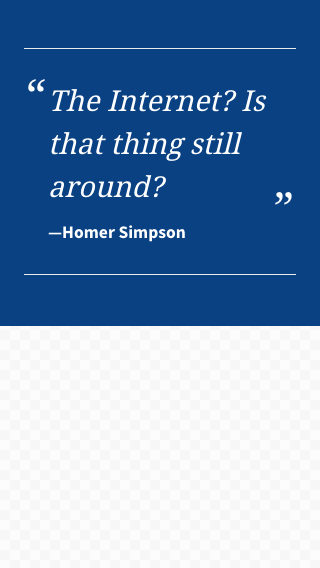 “ The Internet? Is
that thing still
around? ”
—Homer Simpson